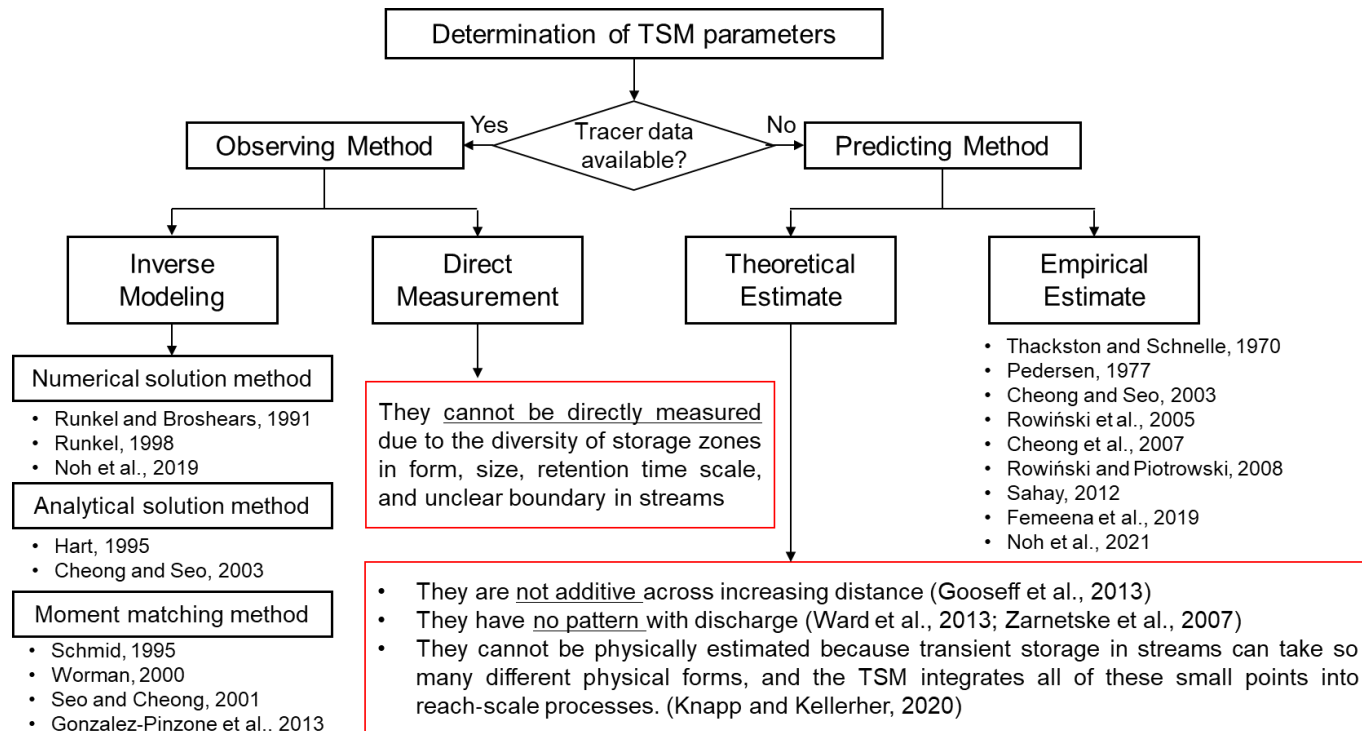 Determination of TSM parameters
Yes
Tracer data
available?
No
Observing Method
Predicting Method
Inverse
Modeling
Direct
Measurement
Theoretical
Estimate
Empirical
Estimate
Numerical solution method
• Runkel and Broshears, 1991
• Runkel, 1998
• Noh et al., 2019
Analytical solution method
• Hart, 1995
• Cheong and Seo, 2003
Moment matching method
• Schmid, 1995
• Worman, 2000
• Seo and Cheong, 2001
• Gonzalez-Pinzone et al., 2013
They cannot be directly measured
due to the diversity of storage zones
in form, size, retention time scale,
and unclear boundary in streams
• Thackston and Schnelle, 1970
• Pedersen, 1977
• Cheong and Seo, 2003
• Rowiński et al., 2005
• Cheong et al., 2007
• Rowiński and Piotrowski, 2008
• Sahay, 2012
• Femeena et al., 2019
• Noh et al., 2021
• They are not additive across increasing distance (Gooseff et al., 2013)
• They have no pattern with discharge (Ward et al., 2013; Zarnetske et al., 2007)
• They cannot be physically estimated because transient storage in streams can take so
many different physical forms, and the TSM integrates all of these small points into
reach-scale processes. (Knapp and Kellerher, 2020)